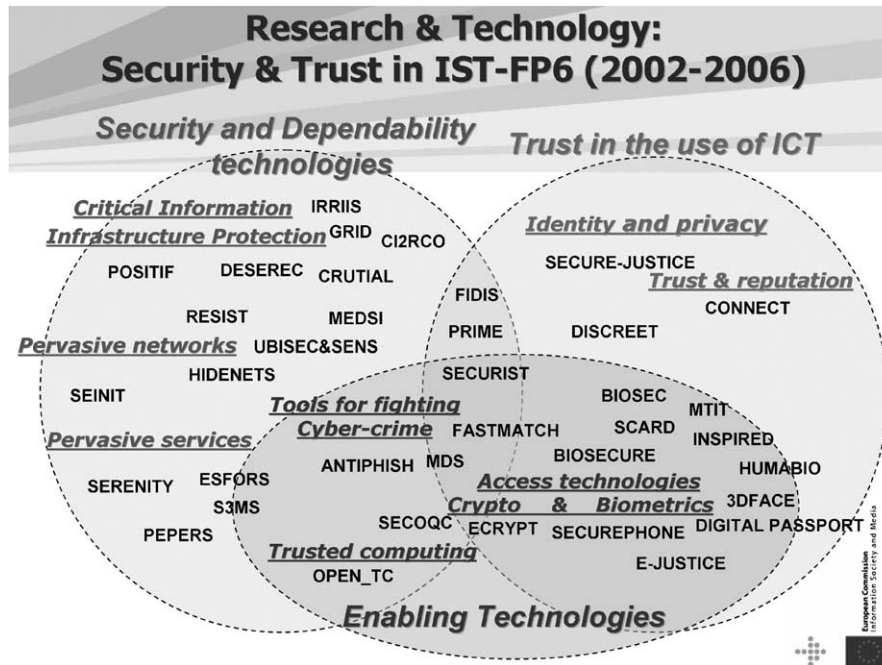 Research & Technology:
Security & Trust in IST-FP6 (2002-2006)
Security and Dependability
technologies
Trust in the use of ICT
Critical Information
Infrastructure Protection
IRRIIS
GRID
CI2RCO
POSITIF
DESEREC
CRUTIAL
RESIST
MEDSI
Pervasive networks
UBISEC&SENS
HIDENETS
SEINIT
Pervasive services
SERENITY
ESFORS
S3MS
PEPERS
FIDIS
PRIME
SECURIST
Identity and privacy
SECURE-JUSTICE
Trust & reputation
CONNECT
DISCREET
Tools for fighting
Cyber-crime
FASTMATCH
ANTIPHISH
MDS
BIOSEC
MTIT
SCARD
INSPIRED
BIOSECURE
HUMABIO
Access technologies
Crypto & Biometrics
3DFACE
SECOQC
ECRYPT
SECUREPHONE
DIGITAL PASSPORT
Trusted computing
OPEN_TC
E-JUSTICE
Enabling Technologies
European Commission
Information Society and Media